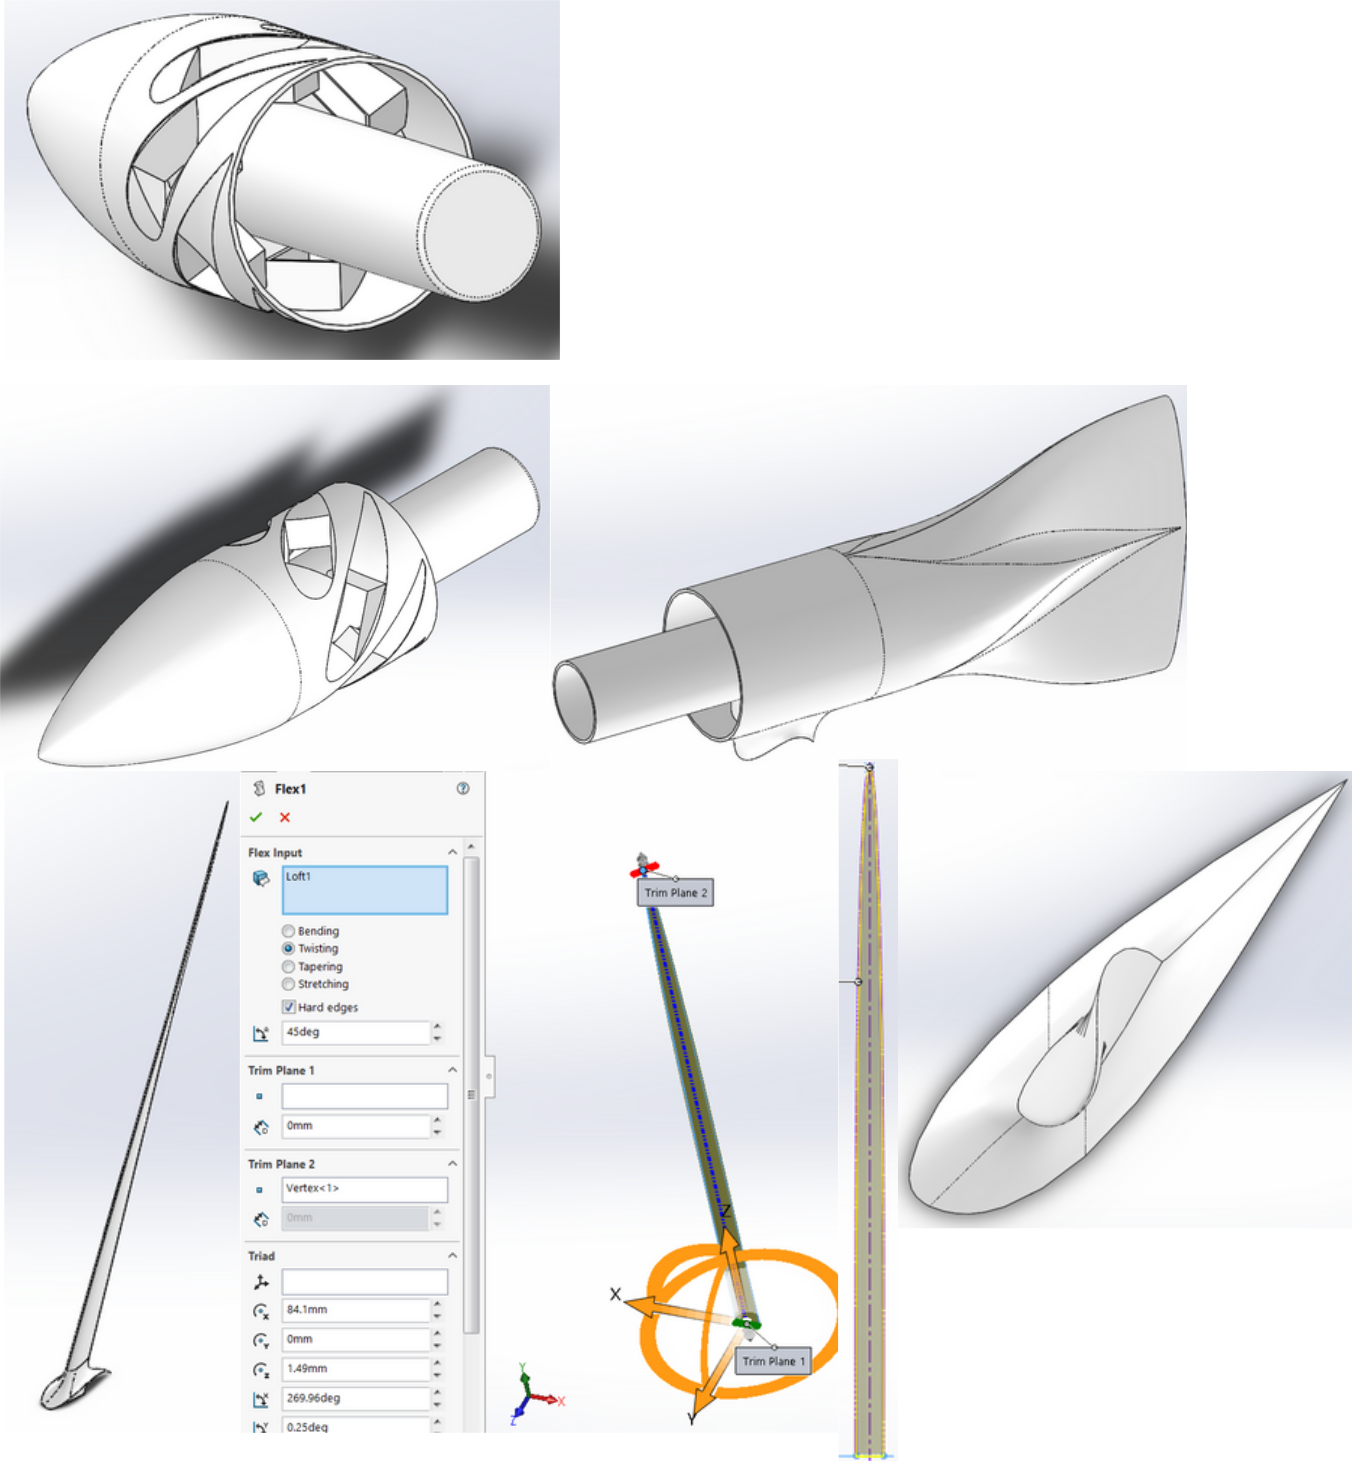 Flex1
Flex Input
Loft1
Bending
Twisting
Tapering
Stretching
Hard edges
45deg
Trim Plane 1
0mm
Trim Plane 2
Vertex<1>
0mm
Triad
84.1mm
0mm
1.49mm
269.96deg
0.25deg
Trim Plane 2
Z
X
Trim Plane 1
Y
Y
X
Z